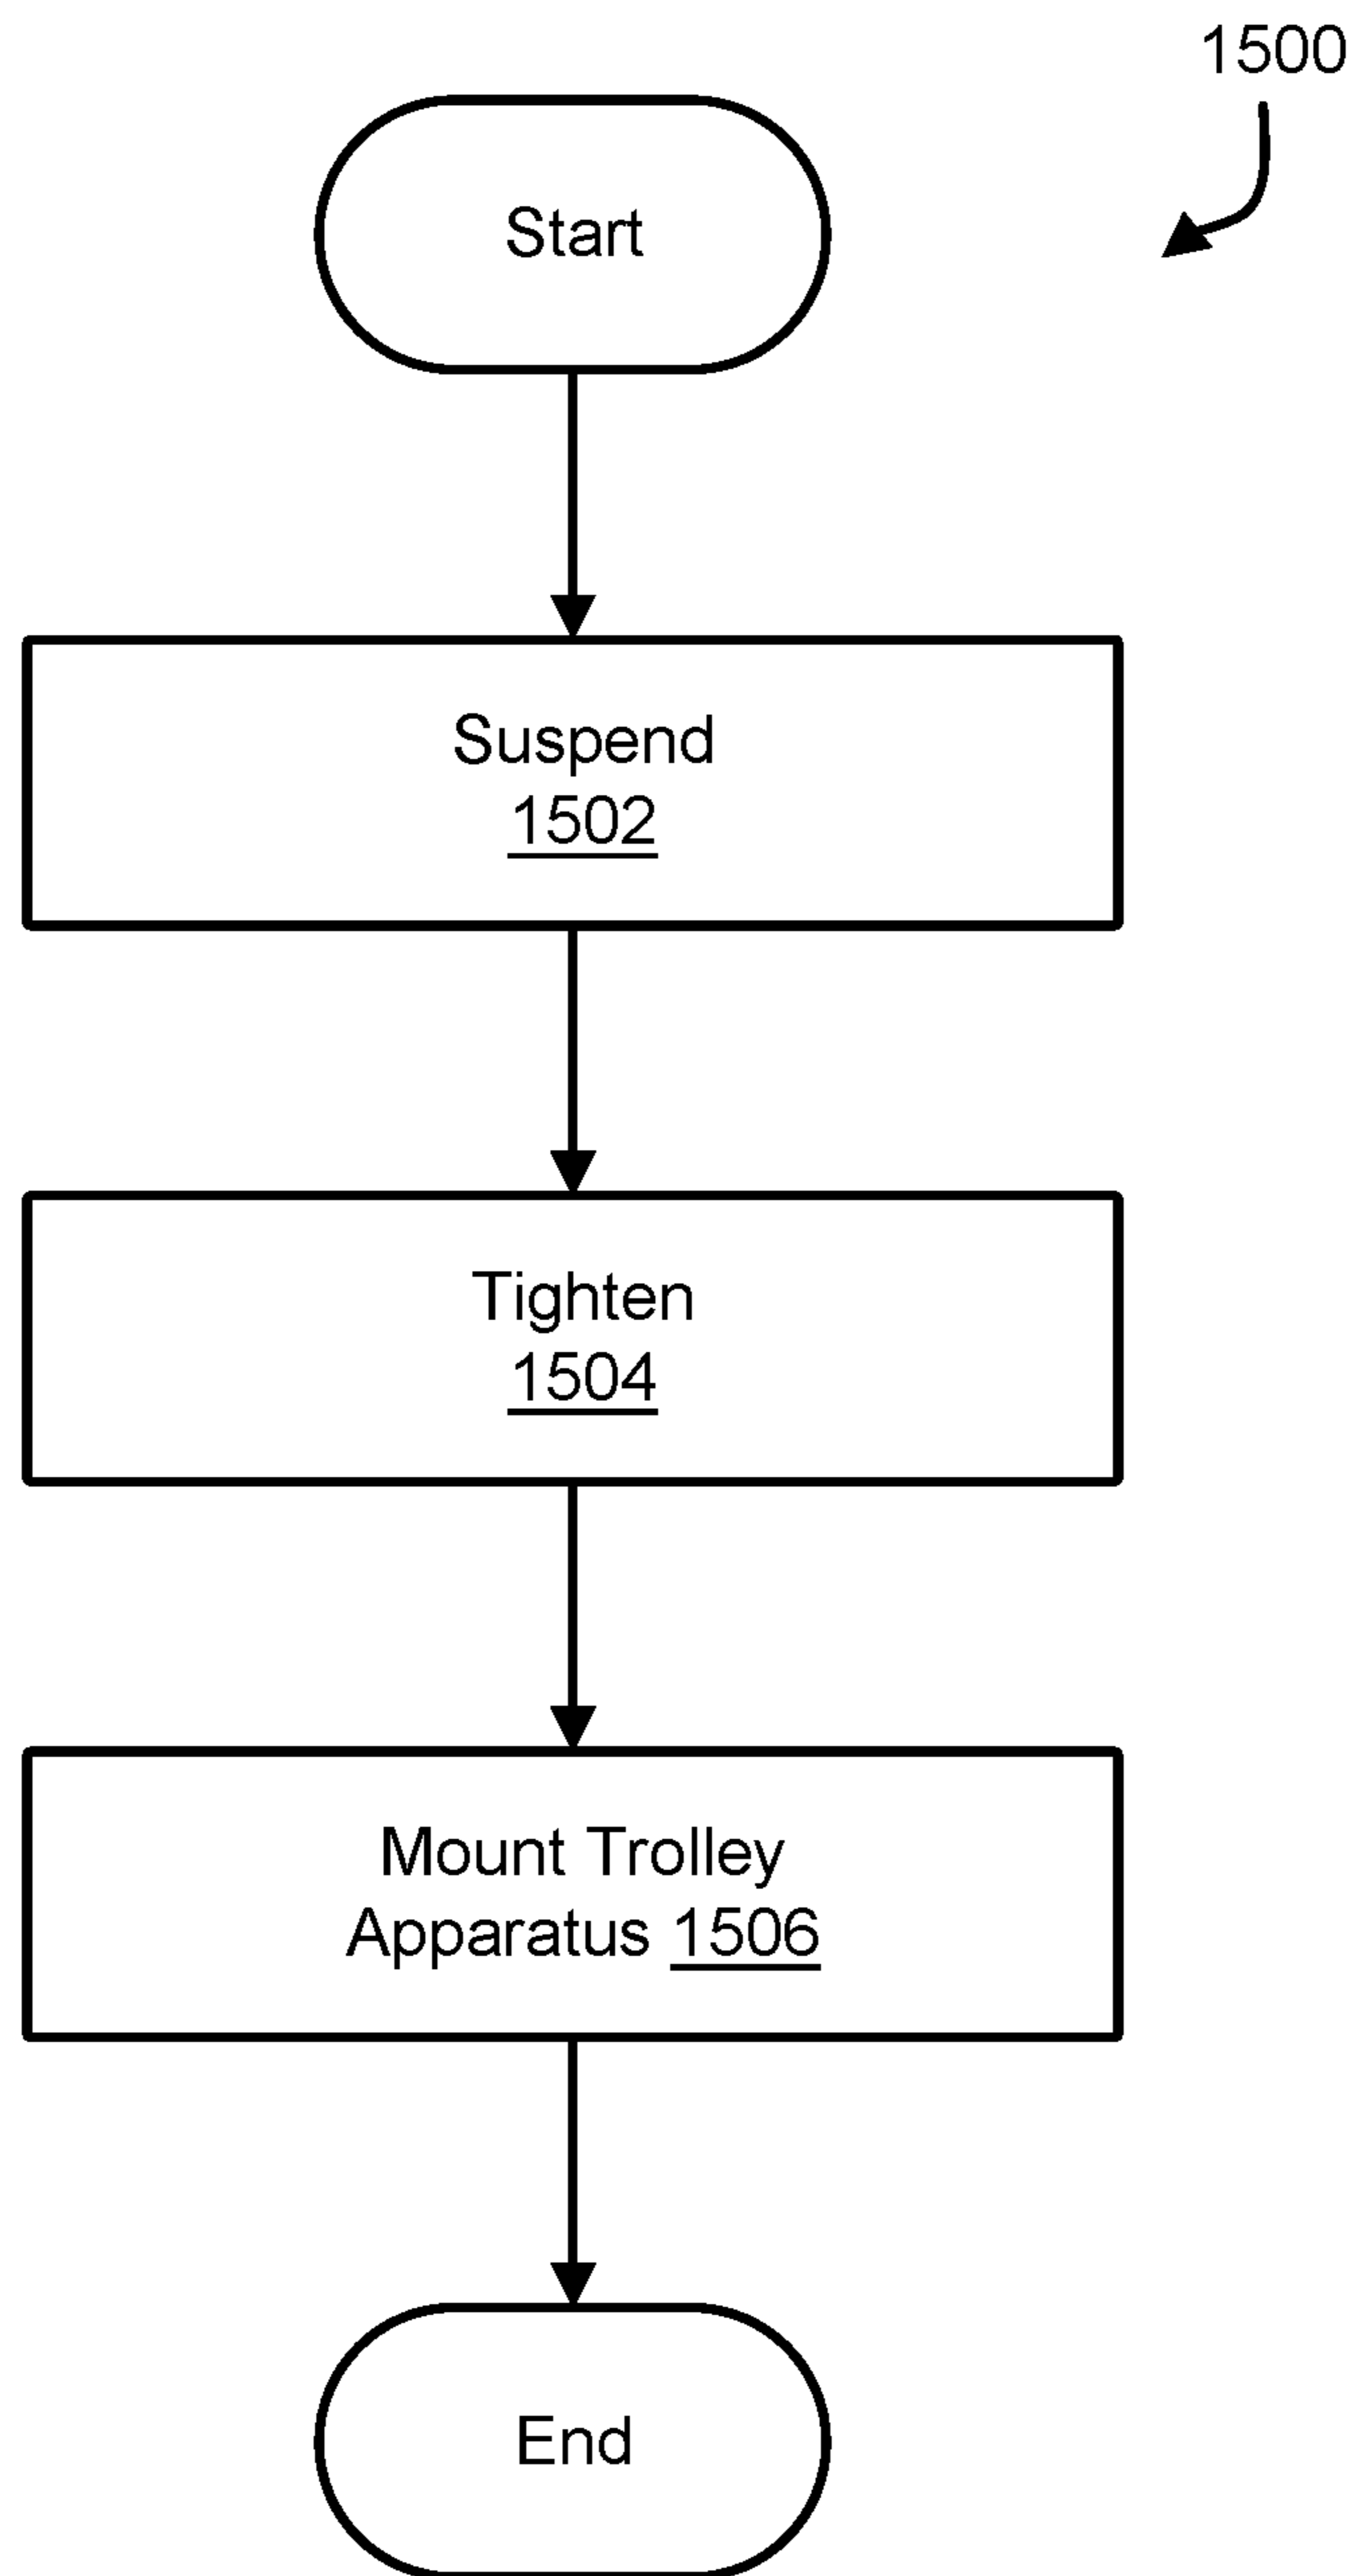 1500
Start
Suspend
1502
Tighten
1504
Mount Trolley
Apparatus 1506
End